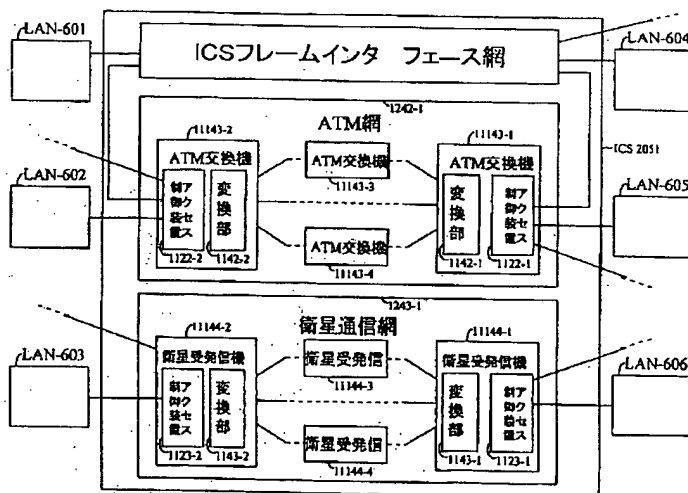 LAN-601
ICSフレームインタ フェース網
LAN-604
1242-1
ATM網
11143-2
ATM交換機
ア
ク
セ
ス
制
御
装
置
変
換
部
1122-2
1142-2
ATM交換機
11143-3
ATM交換機
11143-4
11143-1
ATM交換機
変
換
部
ア
ク
セ
ス
制
御
装
置
1142-1
1122-1
ICS 2051
LAN-602
LAN-605
1243-1
衛星通信網
11144-2
衛星受発信機
ア
ク
セ
ス
制
御
装
置
変
換
部
1123-2
1143-2
衛星受発信
11144-3
衛星受発信
11144-4
11144-1
衛星受発信機
変
換
部
ア
ク
セ
ス
制
御
装
置
1143-1
1123-1
LAN-603
LAN-606